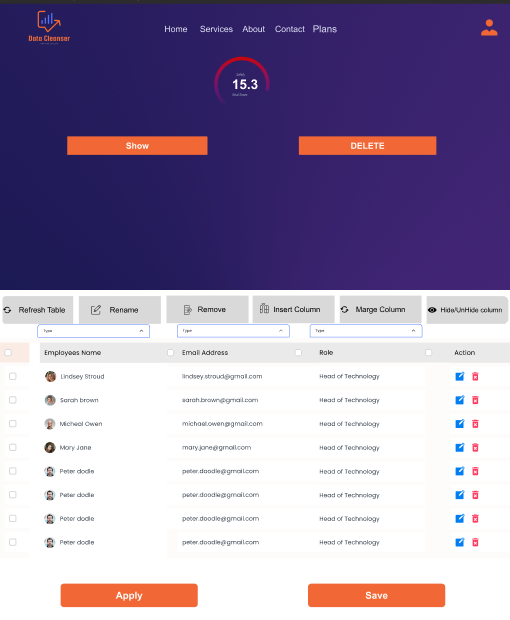 Home Services About Contact Plans
Data Cleanser
15.3
Show DELETE
Refresh Table Rename Remove Insert Column Marge Column Hide/UnHide column
Type Type Type
Employees Name Email Address Role Action
Lindsey Stroud lindsey.stroud@gmail.com Head of Technology
Sarah brown sarah.brown@gmail.com Head of Technology
Micheal Owen michael.owen@gmail.com Head of Technology
Mary Jane mary.jane@gmail.com Head of Technology
Peter dodle peter.doodle@gmail.com Head of Technology
Peter dodle peter.doodle@gmail.com Head of Technology
Peter dodle peter.doodle@gmail.com Head of Technology
Peter dodle peter.doodle@gmail.com Head of Technology
Apply Save